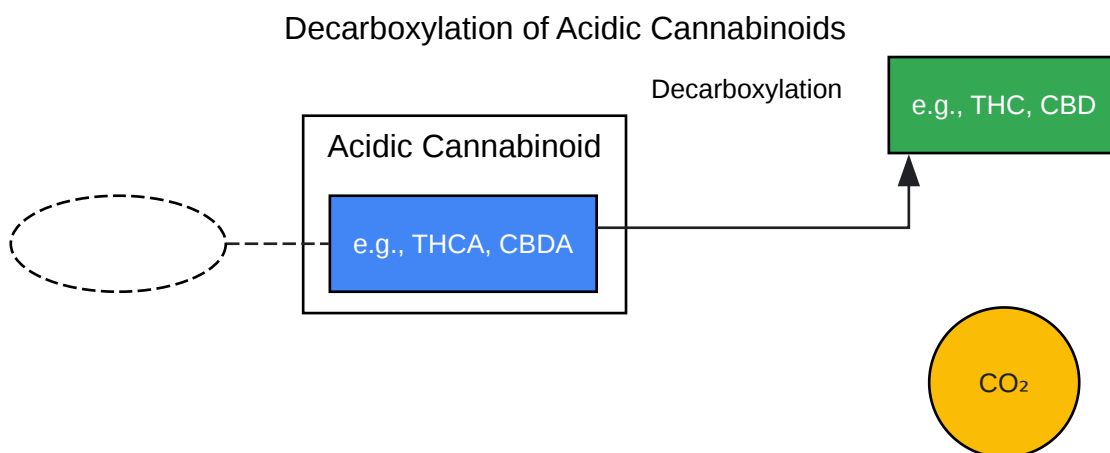 Decarboxylation of Acidic Cannabinoids
Decarboxylation
e.g., THC, CBD
Acidic Cannabinoid
e.g., THCA, CBDA
CO₂